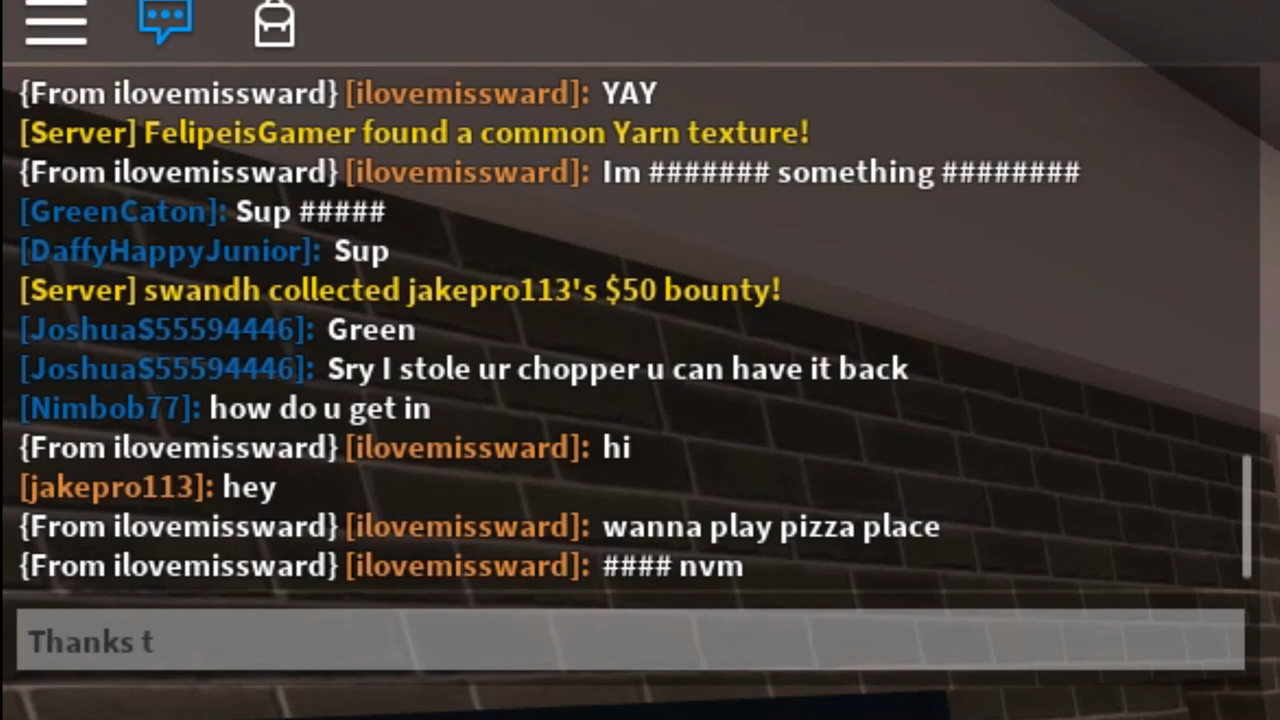 {From ilovemissward} [ilovemissward]: YAY
[Server] FelipeisGamer found a common Yarn texture!
{From ilovemissward} [ilovemissward]: Im ####### something ########
[GreenCaton]: Sup #####
[DaffyHappyJunior]: Sup
[Server] swandh collected jakepro113's $50 bounty!
[JoshuaS55594446]: Green
[JoshuaS55594446]: Sry I stole ur chopper u can have it back
[Nimbob77]: how do u get in
{From ilovemissward} [ilovemissward]: hi
[jakepro113]: hey
{From ilovemissward} [ilovemissward]: wanna play pizza place
{From ilovemissward} [ilovemissward]: #### nvm
Thanks t